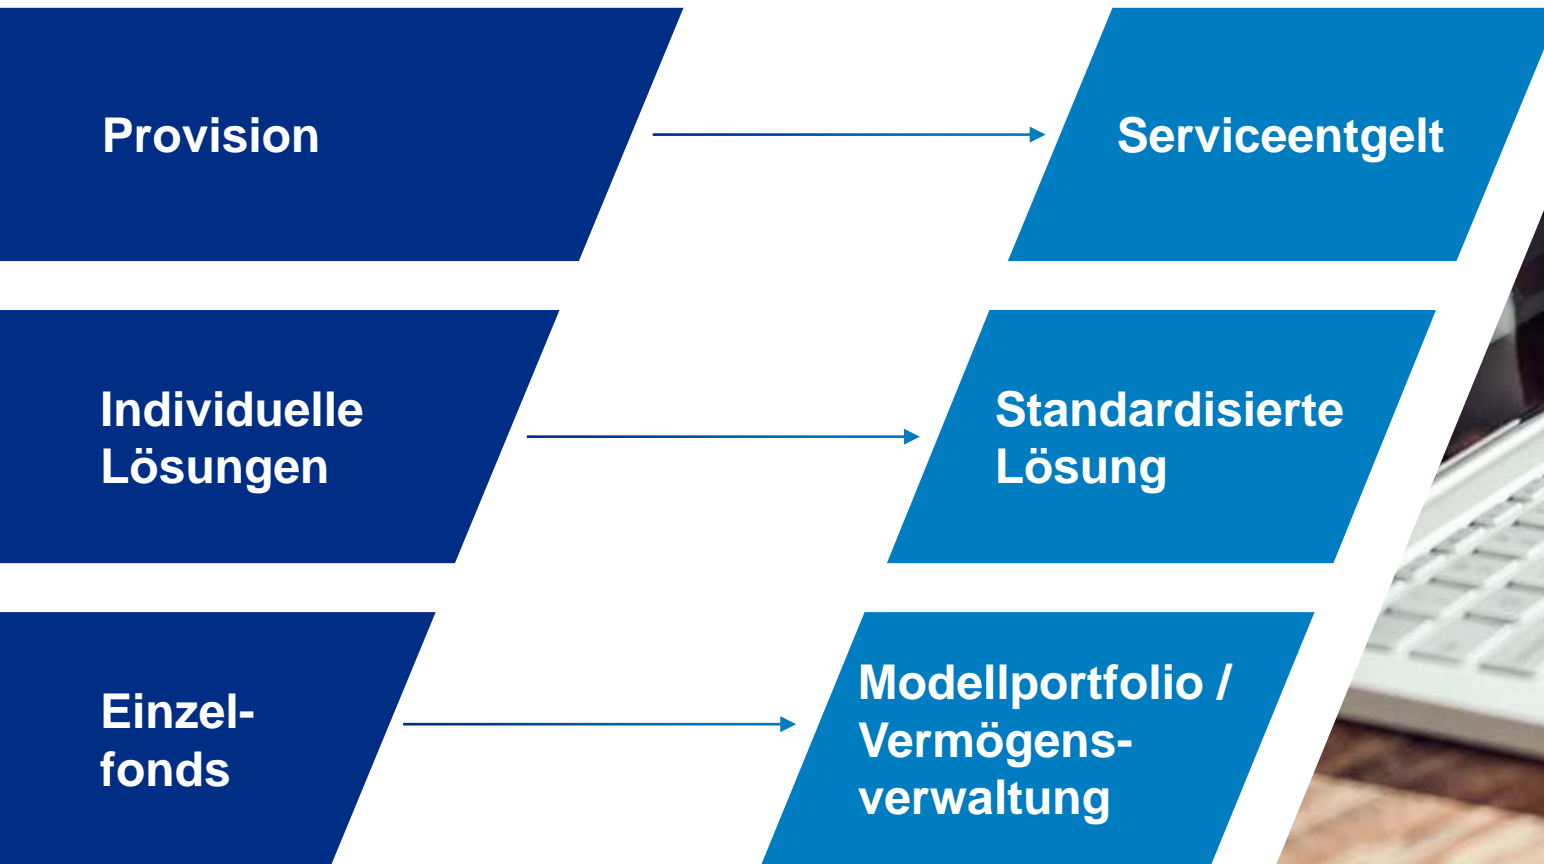 Provision
Serviceentgelt
Individuelle
Lösungen
Standardisierte
Lösung
Einzel-
fonds
Modellportfolio /
Vermögens-
verwaltung